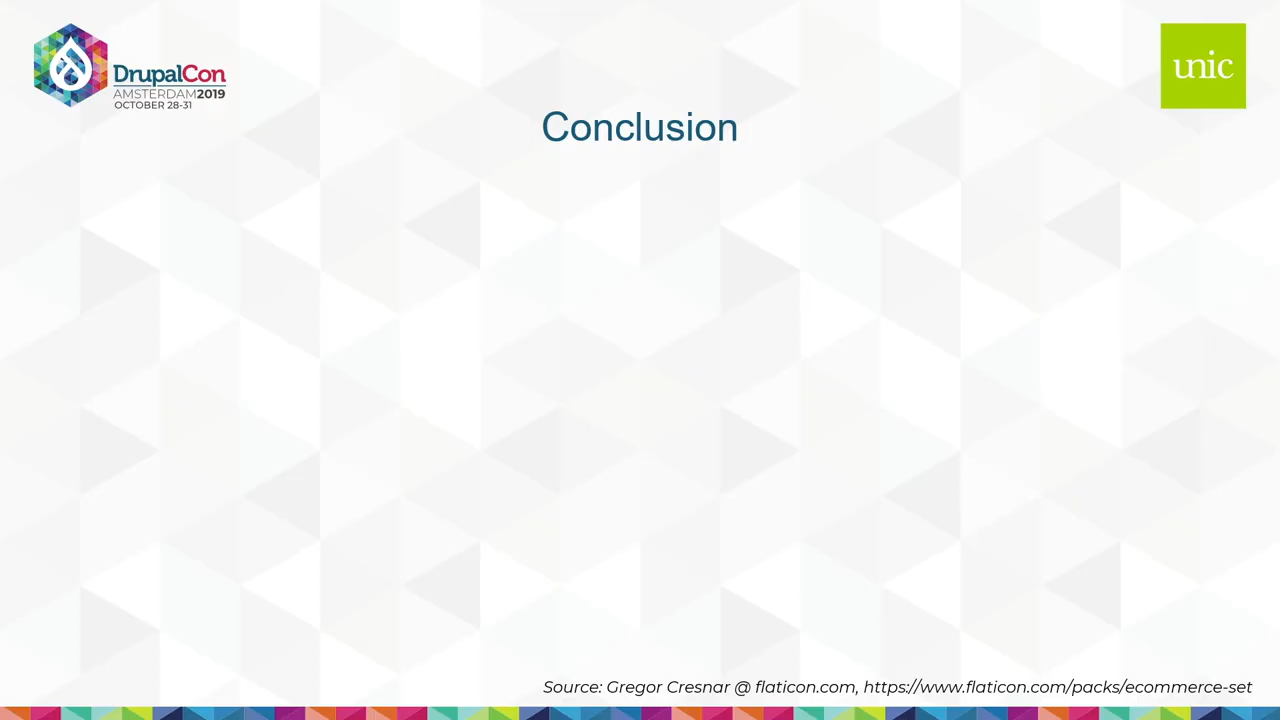 DrupalCon
AMSTERDAM2019
OCTOBER 28-31
unic
Conclusion
Source: Gregor Cresnar @ flaticon.com, https://www.flaticon.com/packs/ecommerce-set